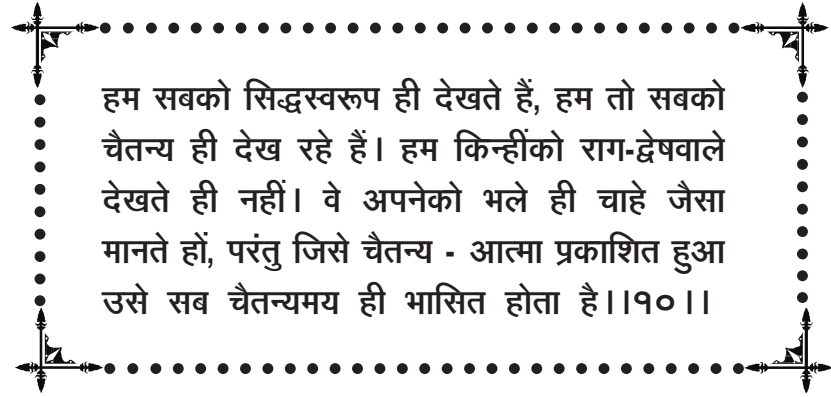 हम सबको सिद्धस्वरूप ही देखते हैं, हम तो सबको
चैतन्य ही देख रहे हैं। हम किन्हींको राग-द्वेषवाले
देखते ही नहीं। वे अपनेको भले ही चाहे जैसा
मानते हों, परंतु जिसे चैतन्य - आत्मा प्रकाशित हुआ
उसे सब चैतन्यमय ही भासित होता है।।१०।।